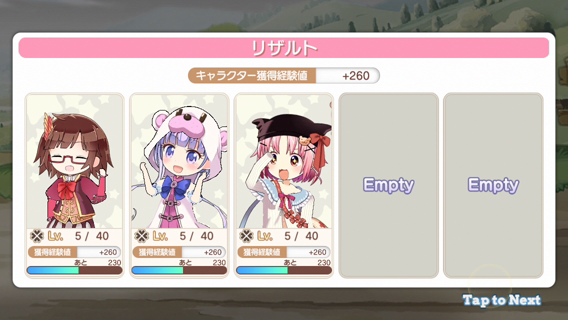 リザルト
キャラクター獲得経験値 +260
Lv. 5 / 40
獲得経験値 +260
あと 230
Lv. 5 / 40
獲得経験値 +260
あと 230
Lv. 5 / 40
獲得経験値 +260
あと 230
Empty
Empty
Tap to Next